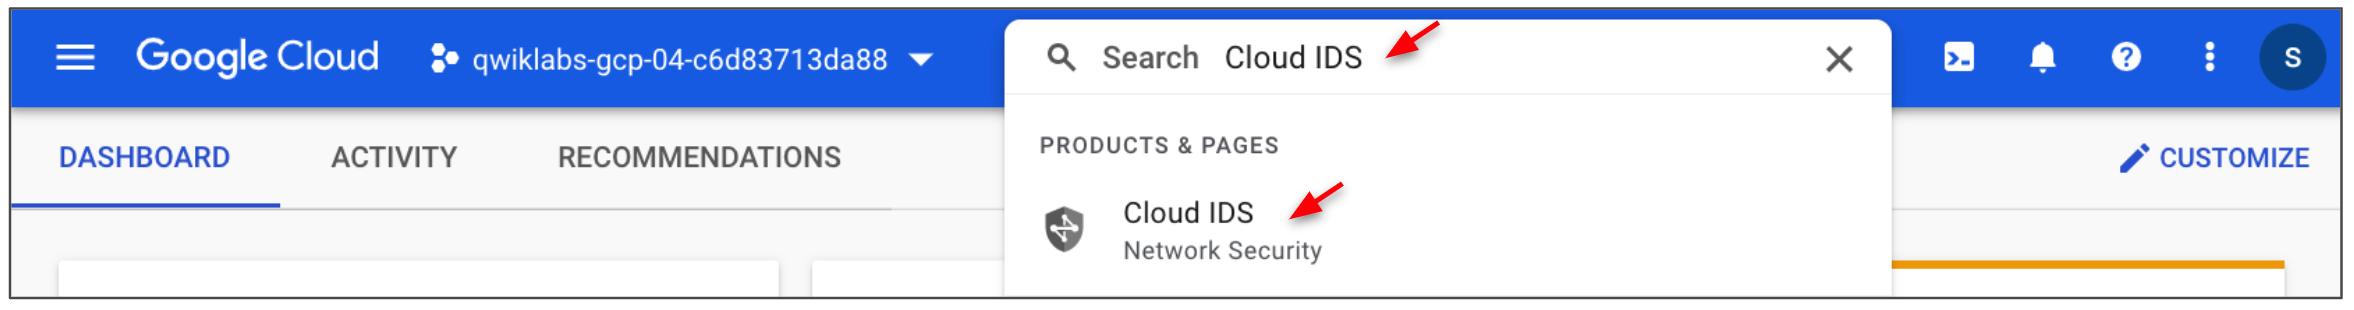 Google Cloud
qwiklabs-gcp-04-c6d83713da88
Search Cloud IDS
S
DASHBOARD
ACTIVITY
RECOMMENDATIONS
PRODUCTS & PAGES
Cloud IDS
Network Security
CUSTOMIZE